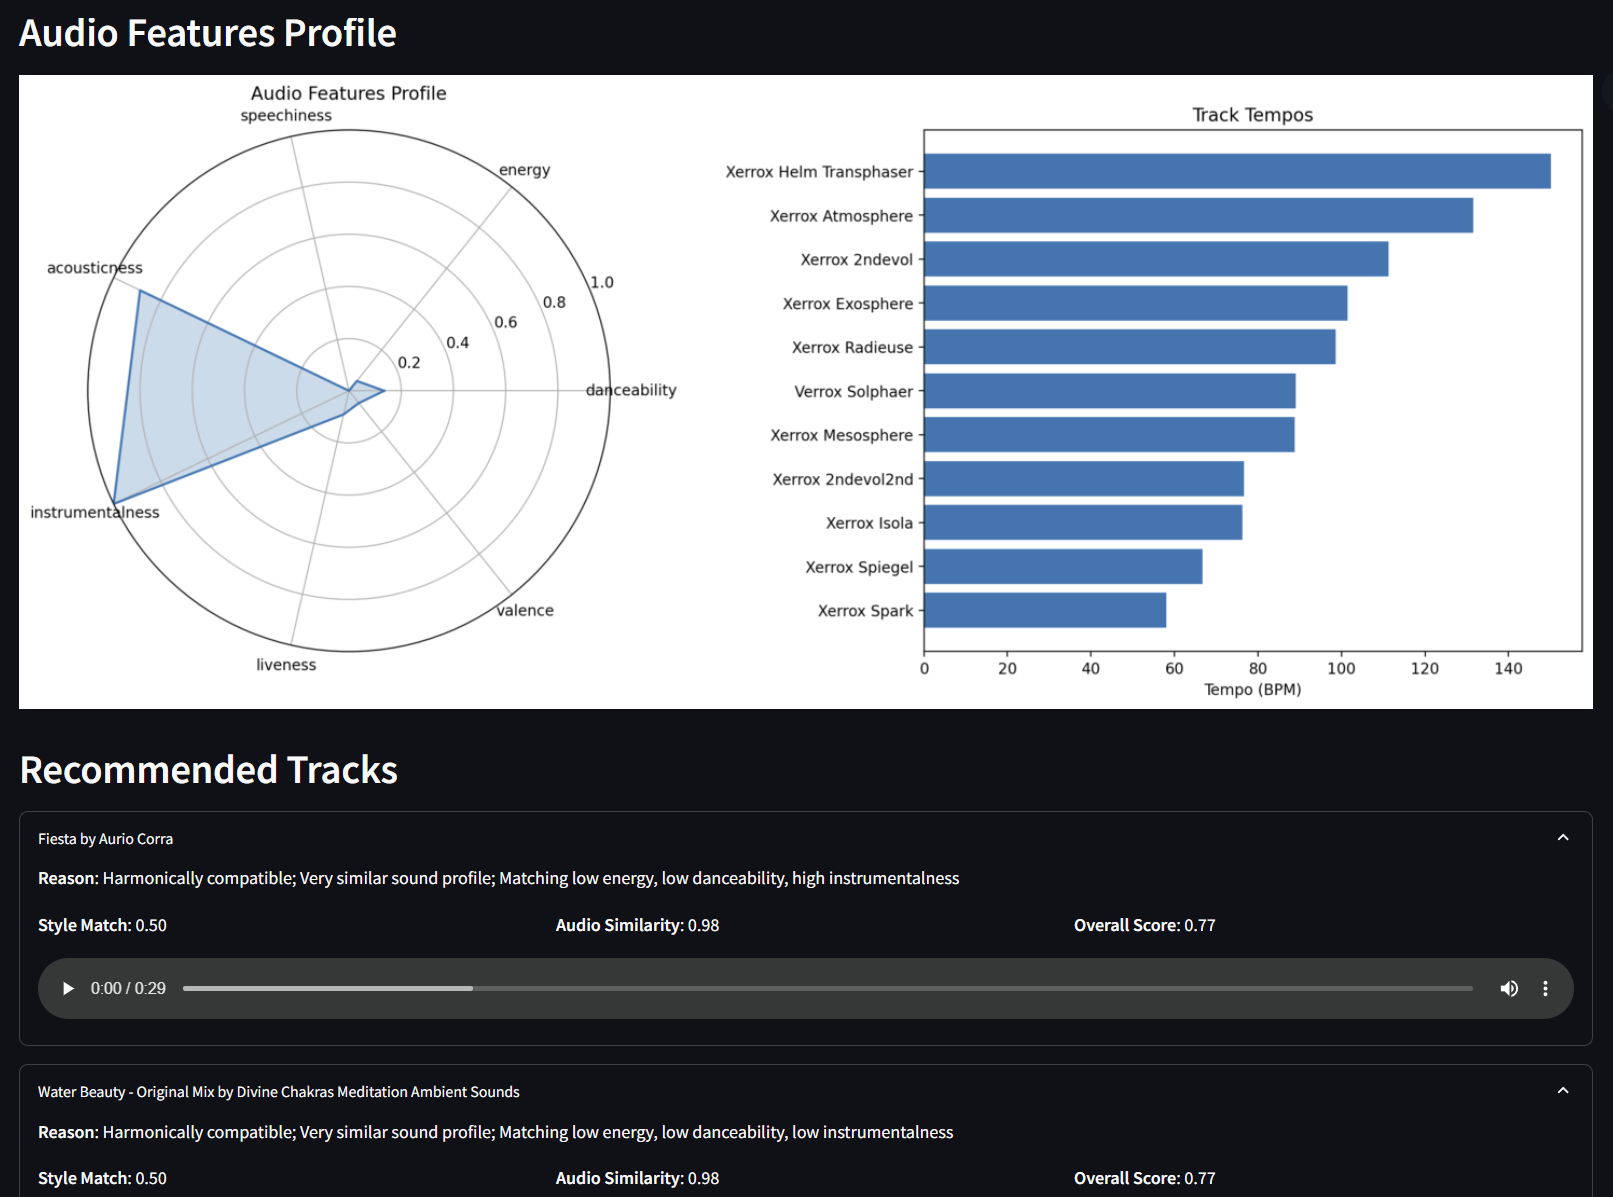 Audio Features Profile
Audio Features Profile
speechiness
energy
acousticness
1.0
0.8
0.6
0.4
0.2
danceability
instrumentalness
valence
liveness
Track Tempos
Xerrox Helm Transphaser
Xerrox Atmosphere
Xerrox 2ndevol
Xerrox Exosphere
Xerrox Radieuse
Verrox Solphaer
Xerrox Mesosphere
Xerrox 2ndevol2nd
Xerrox Isola
Xerrox Spiegel
Xerrox Spark
0 20 40 60 80 100 120 140
Tempo (BPM)
Recommended Tracks
Fiesta by Aurio Corra
Reason: Harmonically compatible; Very similar sound profile; Matching low energy, low danceability, high instrumentalness
Style Match: 0.50 Audio Similarity: 0.98 Overall Score: 0.77
0:00 / 0:29
Water Beauty - Original Mix by Divine Chakras Meditation Ambient Sounds
Reason: Harmonically compatible; Very similar sound profile; Matching low energy, low danceability, low instrumentalness
Style Match: 0.50 Audio Similarity: 0.98 Overall Score: 0.77